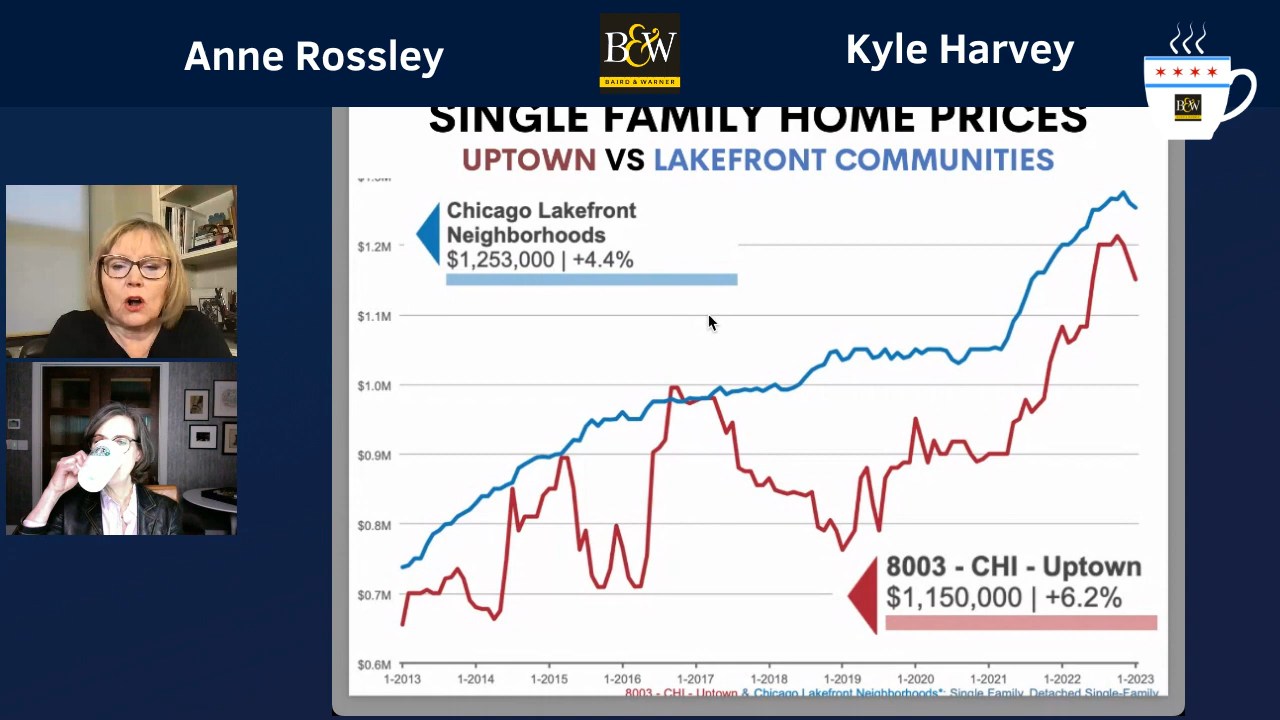 Anne Rossley
B&W
BAIRD & WARNER
Kyle Harvey
B&W
SINGLE FAMILY HOME PRICES
UPTOWN VS LAKEFRONT COMMUNITIES
Chicago Lakefront
Neighborhoods
$1,253,000 | +4.4%
$1.2M
$1.1M
$1.0M
$0.9M
$0.8M
$0.7M
$0.6M
8003 - CHI - Uptown
$1,150,000 | +6.2%
1-2013 1-2014 1-2015 1-2016 1-2017 1-2018 1-2019 1-2020 1-2021 1-2022 1-2023
8003 - CHI - Uptown & Chicago Lakefront Neighborhoods*: Single Family, Detached Single-Family